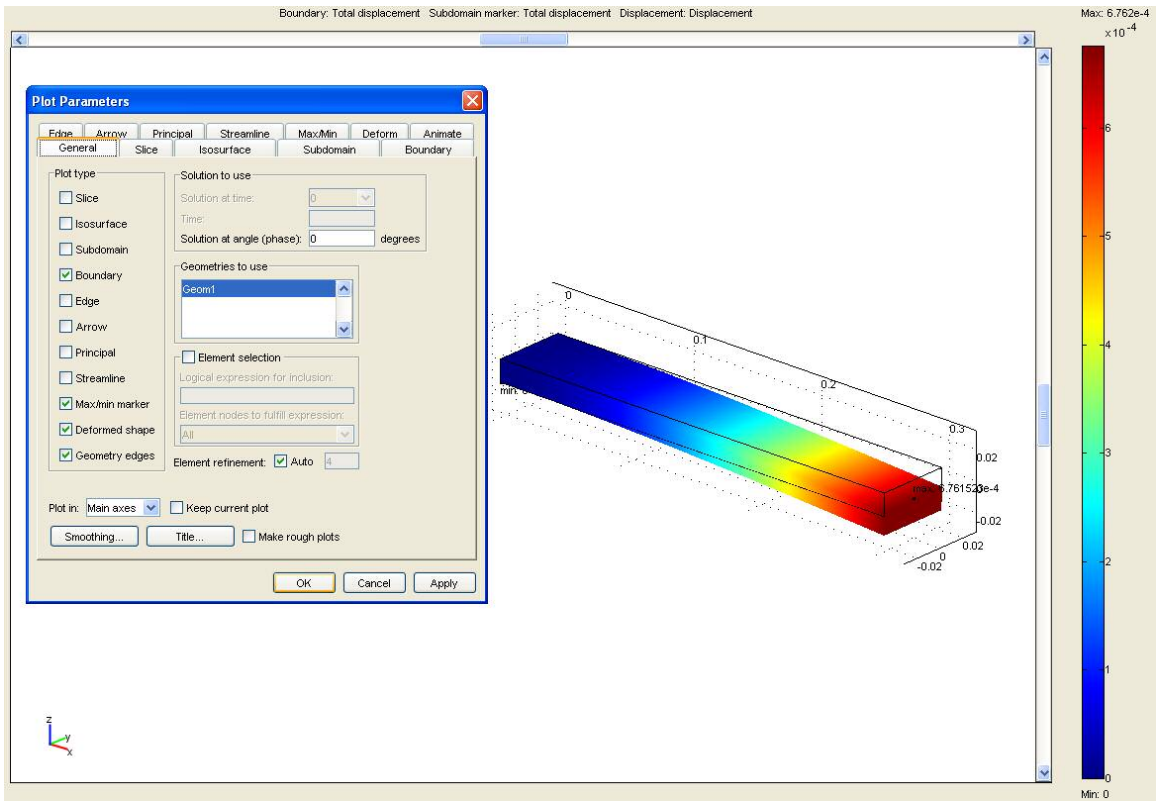 Boundary: Total displacement Subdomain marker: Total displacement Displacement: Displacement
Max: 6.762e-4
×10-4
Plot Parameters
Edge Arrow Principal Streamline Max/Min Deform Animate
General Slice Isosurface Subdomain Boundary
Plot type
Slice
Isosurface
Subdomain
Boundary
Edge
Arrow
Principal
Streamline
Max/min marker
Deformed shape
Geometry edges
Solution to use
Solution at time: 0
Time:
Solution at angle (phase): 0 degrees
Geometries to use
Geom1
Element selection
Logical expression for inclusion:
Element nodes to fulfill expression:
All
Element refinement: Auto 4
Plot in: Main axes Keep current plot
Smoothing... Title... Make rough plots
OK Cancel Apply
0
0.1
0.2
0.3
0.02
-0.02
0.02
0
-0.02
min:
max: 6.761523e-4
z
y
x
6
5
4
3
2
1
0
Min: 0